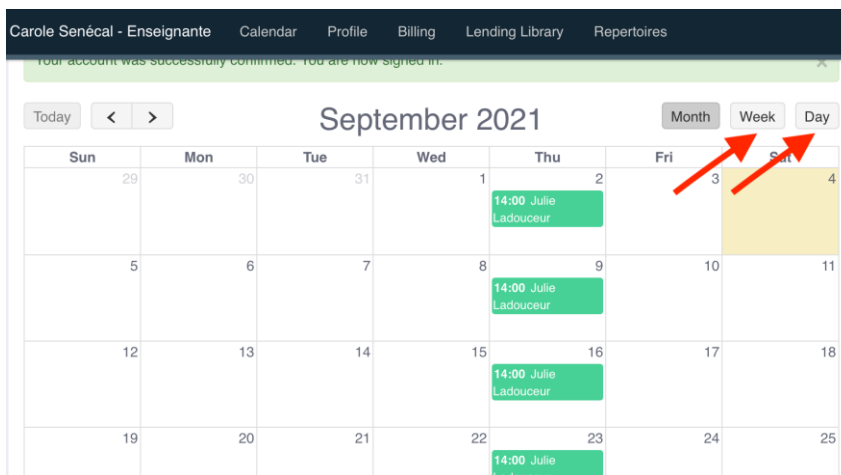 Carole Senécal - Enseignante Calendar Profile Billing Lending Library Repertoires
Your account was successfully confirmed. You are now signed in. ×
Today < > September 2021 Month Week Day
Sun Mon Tue Wed Thu Fri Sat
29 30 31 1 2 3 4
14:00 Julie
Ladouceur
5 6 7 8 9 10 11
14:00 Julie
Ladouceur
12 13 14 15 16 17 18
14:00 Julie
Ladouceur
19 20 21 22 23 24 25
14:00 Julie